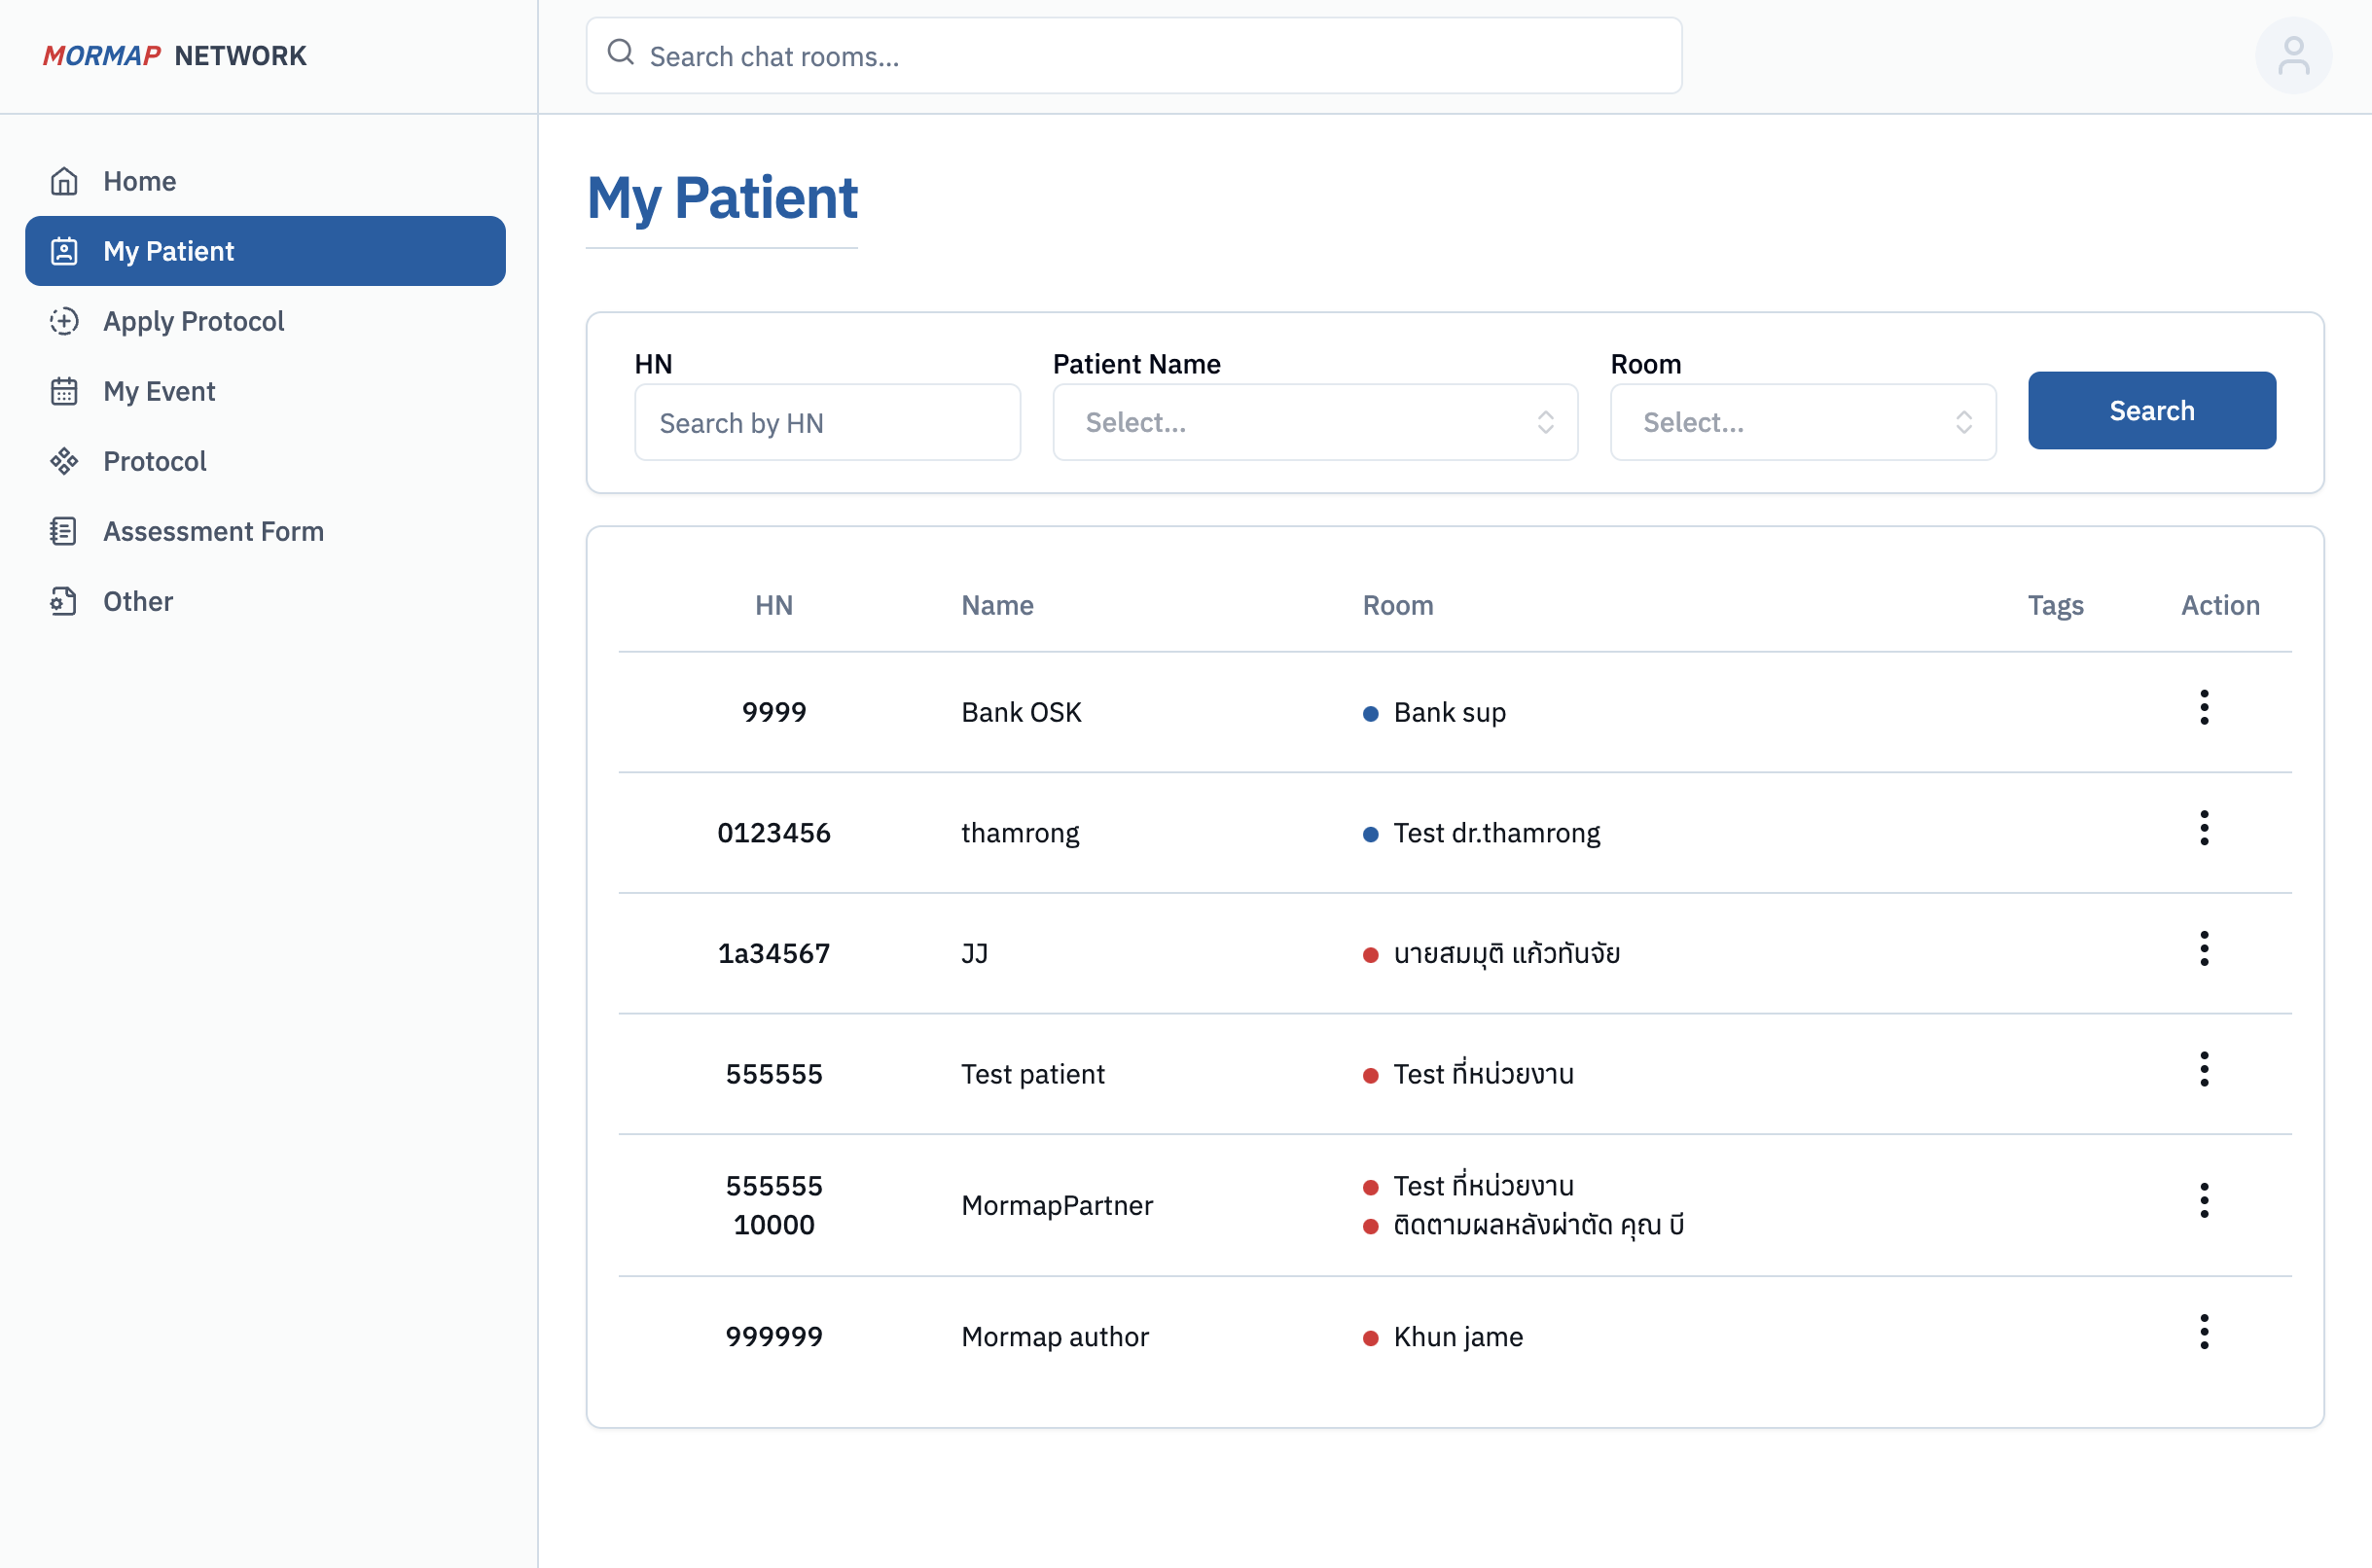 MORMAP NETWORK
Search chat rooms...
Home
My Patient
Apply Protocol
My Event
Protocol
Assessment Form
Other
My Patient
HN Patient Name Room
Search by HN Select... Select... Search
HN Name Room Tags Action
9999 Bank OSK Bank sup
0123456 thamrong Test dr.thamrong
1a34567 JJ นายสมมุติ แก้วทันจัย
555555 Test patient Test ที่หน่วยงาน
555555 Test ที่หน่วยงาน
MormapPartner
10000 ติดตามผลหลังผ่าตัด คุณ บี
999999 Mormap author Khun jame